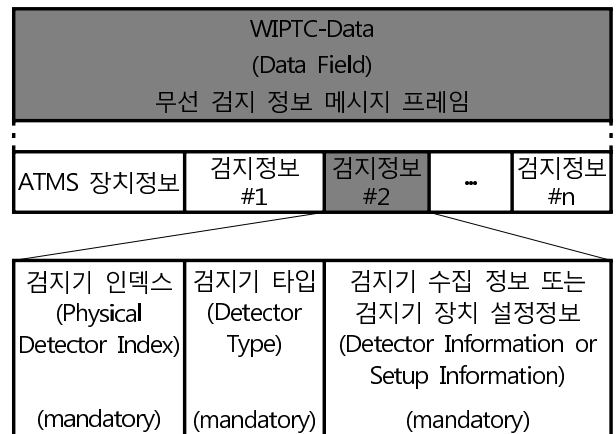 WIPTC-Data
(Data Field)
무선 검지 정보 메시지 프레임
ATMS 장치정보
검지정보
#1
검지정보
#2
...
검지정보
#n
검지기 인덱스
(Physical
Detector Index)
(mandatory)
검지기 타입
(Detector
Type)
(mandatory)
검지기 수집 정보 또는
검지기 장치 설정정보
(Detector Information or
Setup Information)
(mandatory)